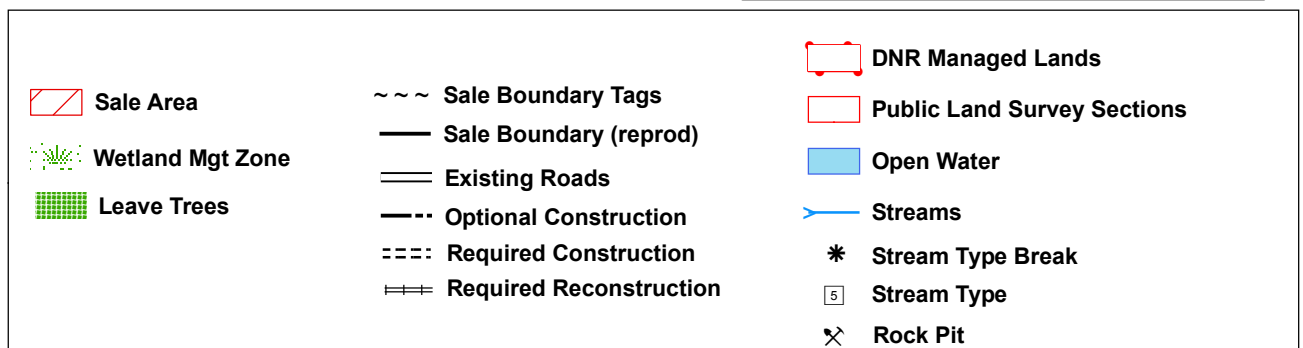 Sale Area
Wetland Mgt Zone
Leave Trees
Sale Boundary Tags
Sale Boundary (reprod)
Existing Roads
Optional Construction
Required Construction
Required Reconstruction
DNR Managed Lands
Public Land Survey Sections
Open Water
Streams
Stream Type Break
5 Stream Type
Rock Pit